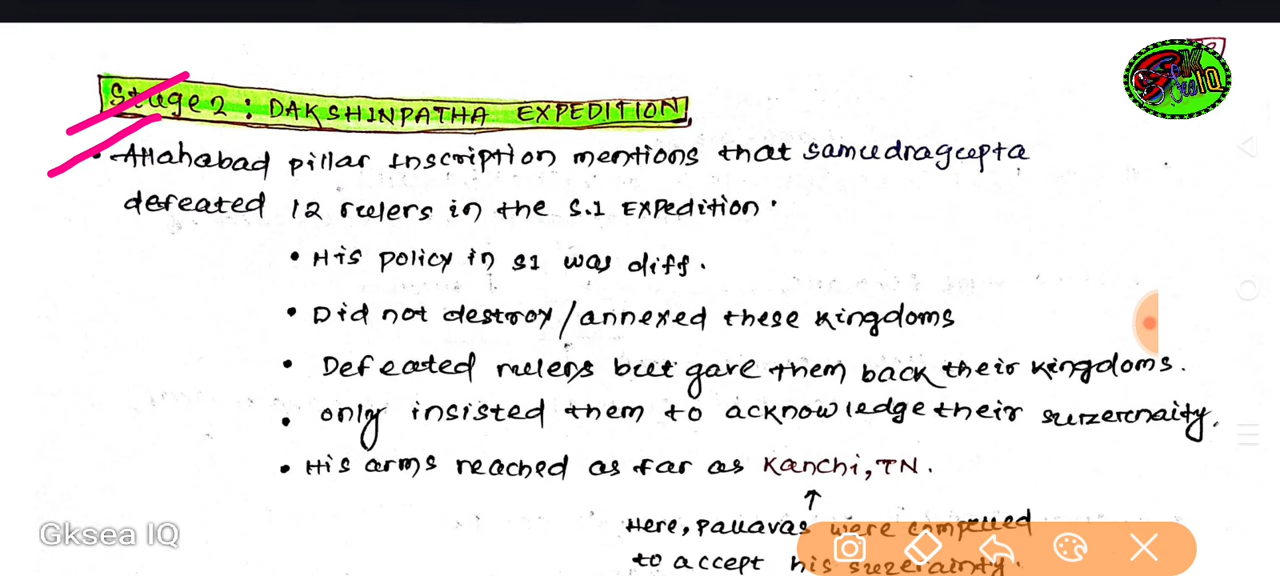 Stage 2 : DAKSHINPATHA EXPEDITION
• Allahabad pillar Inscription mentions that samudragupta
defeated 12 rulers in the S.I Expedition.
• His policy in SI was diff.
• Did not destroy/annexed these kingdoms
• Defeated rulers but gave them back their kingdoms.
• only insisted them to acknowledge their suzernaity.
• His arms reached as far as Kanchi, TN.
↑
Here, pallavas were compelled
to accept his suzerainty.
Gksea IQ